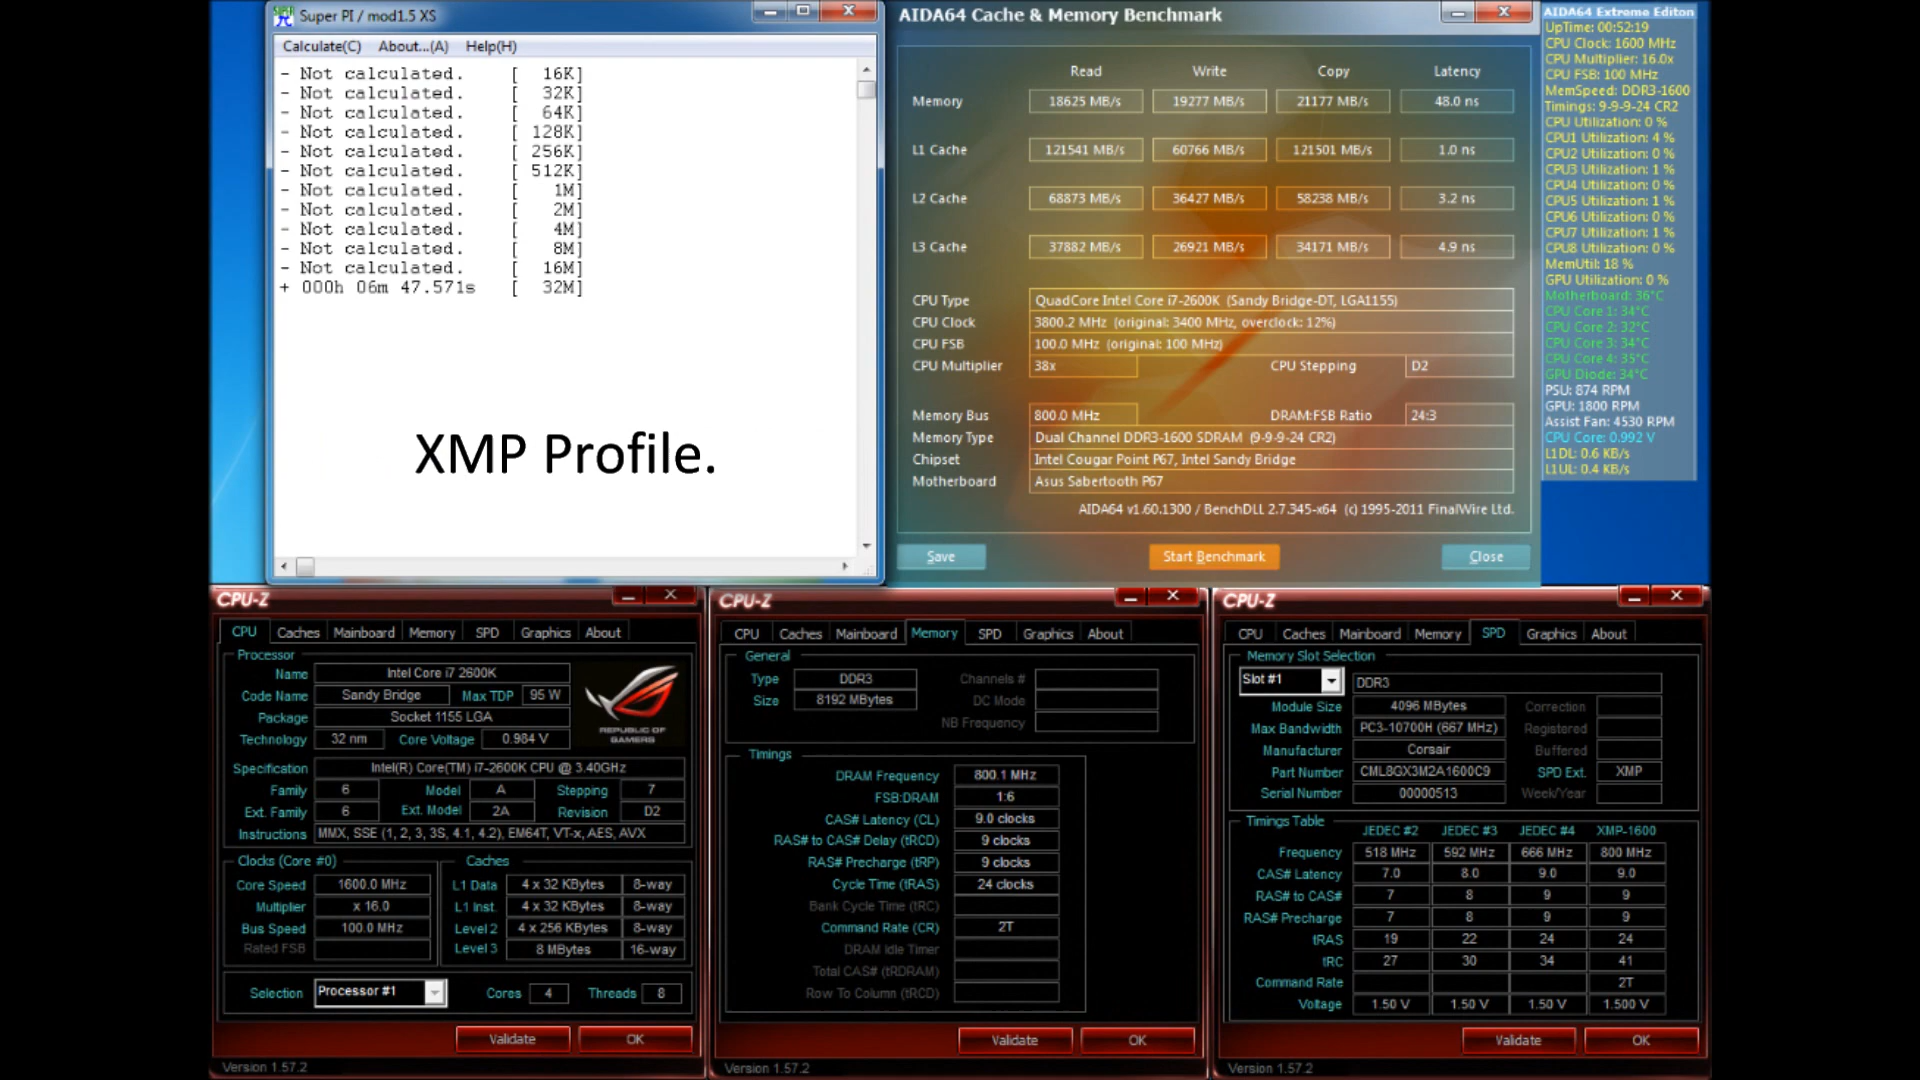 Super PI / mod1.5 XS
Calculate(C) About...(A) Help(H)
- Not calculated. [ 16K]
- Not calculated. [ 32K]
- Not calculated. [ 64K]
- Not calculated. [ 128K]
- Not calculated. [ 256K]
- Not calculated. [ 512K]
- Not calculated. [ 1M]
- Not calculated. [ 2M]
- Not calculated. [ 4M]
- Not calculated. [ 8M]
- Not calculated. [ 16M]
+ 000h 06m 47.571s [ 32M]
XMP Profile.
AIDA64 Cache & Memory Benchmark
Read Write Copy Latency
Memory 18625 MB/s 19277 MB/s 21177 MB/s 48.0 ns
L1 Cache 121541 MB/s 60766 MB/s 121501 MB/s 1.0 ns
L2 Cache 68873 MB/s 36427 MB/s 58238 MB/s 3.2 ns
L3 Cache 37882 MB/s 26921 MB/s 34171 MB/s 4.9 ns
CPU Type QuadCore Intel Core i7-2600K (Sandy Bridge-DT, LGA1155)
CPU Clock 3800.2 MHz (original: 3400 MHz, overclock: 12%)
CPU FSB 100.0 MHz (original: 100 MHz)
CPU Multiplier 38x CPU Stepping D2
Memory Bus 800.0 MHz DRAM:FSB Ratio 24:3
Memory Type Dual Channel DDR3-1600 SDRAM (9-9-9-24 CR2)
Chipset Intel Cougar Point P67, Intel Sandy Bridge
Motherboard Asus Sabertooth P67
AIDA64 v1.60.1300 / BenchDLL 2.7.345-x64 (c) 1995-2011 FinalWire Ltd.
Save Start Benchmark Close
AIDA64 Extreme Editon
UpTime: 00:52:19
CPU Clock: 1600 MHz
CPU Multiplier: 16.0x
CPU FSB: 100 MHz
MemSpeed: DDR3-1600
Timings: 9-9-9-24 CR2
CPU Utilization: 0 %
CPU1 Utilization: 4 %
CPU2 Utilization: 0 %
CPU3 Utilization: 1 %
CPU4 Utilization: 0 %
CPU5 Utilization: 1 %
CPU6 Utilization: 0 %
CPU7 Utilization: 1 %
CPU8 Utilization: 0 %
MemUtil: 18 %
GPU Utilization: 0 %
Motherboard: 36°C
CPU Core 1: 34°C
CPU Core 2: 32°C
CPU Core 3: 34°C
CPU Core 4: 35°C
GPU Diode: 34°C
PSU: 874 RPM
GPU: 1800 RPM
Assist Fan: 4530 RPM
CPU Core: 0.992 V
L1DL: 0.6 KB/s
L1UL: 0.4 KB/s
CPU-Z
CPU Caches Mainboard Memory SPD Graphics About
Processor
Name Intel Core i7 2600K
Code Name Sandy Bridge Max TDP 95 W
Package Socket 1155 LGA
REPUBLIC OF
GAMERS
Technology 32 nm Core Voltage 0.984 V
Specification Intel(R) Core(TM) i7-2600K CPU @ 3.40GHz
Family 6 Model A Stepping 7
Ext. Family 6 Ext. Model 2A Revision D2
Instructions MMX, SSE (1, 2, 3, 3S, 4.1, 4.2), EM64T, VT-x, AES, AVX
Clocks (Core #0) Caches
Core Speed 1600.0 MHz L1 Data 4 x 32 KBytes 8-way
Multiplier x 16.0 L1 Inst. 4 x 32 KBytes 8-way
Bus Speed 100.0 MHz Level 2 4 x 256 KBytes 8-way
Rated FSB Level 3 8 MBytes 16-way
Selection Processor #1 Cores 4 Threads 8
Validate OK
Version 1.57.2
CPU-Z
CPU Caches Mainboard Memory SPD Graphics About
General
Type DDR3 Channels #
Size 8192 MBytes DC Mode
NB Frequency
Timings
DRAM Frequency 800.1 MHz
FSB:DRAM 1:6
CAS# Latency (CL) 9.0 clocks
RAS# to CAS# Delay (tRCD) 9 clocks
RAS# Precharge (tRP) 9 clocks
Cycle Time (tRAS) 24 clocks
Bank Cycle Time (tRC)
Command Rate (CR) 2T
DRAM Idle Timer
Total CAS# (tRDRAM)
Row To Column (tRCD)
Validate OK
Version 1.57.2
CPU-Z
CPU Caches Mainboard Memory SPD Graphics About
Memory Slot Selection
Slot #1 DDR3
Module Size 4096 MBytes Correction
Max Bandwidth PC3-10700H (667 MHz) Registered
Manufacturer Corsair Buffered
Part Number CML8GX3M2A1600C9 SPD Ext. XMP
Serial Number 00000513 Week/Year
Timings Table
JEDEC #2 JEDEC #3 JEDEC #4 XMP-1600
Frequency 518 MHz 592 MHz 666 MHz 800 MHz
CAS# Latency 7.0 8.0 9.0 9.0
RAS# to CAS# 7 8 9 9
RAS# Precharge 7 8 9 9
tRAS 19 22 24 24
tRC 27 30 34 41
Command Rate 2T
Voltage 1.50 V 1.50 V 1.50 V 1.500 V
Validate OK
Version 1.57.2